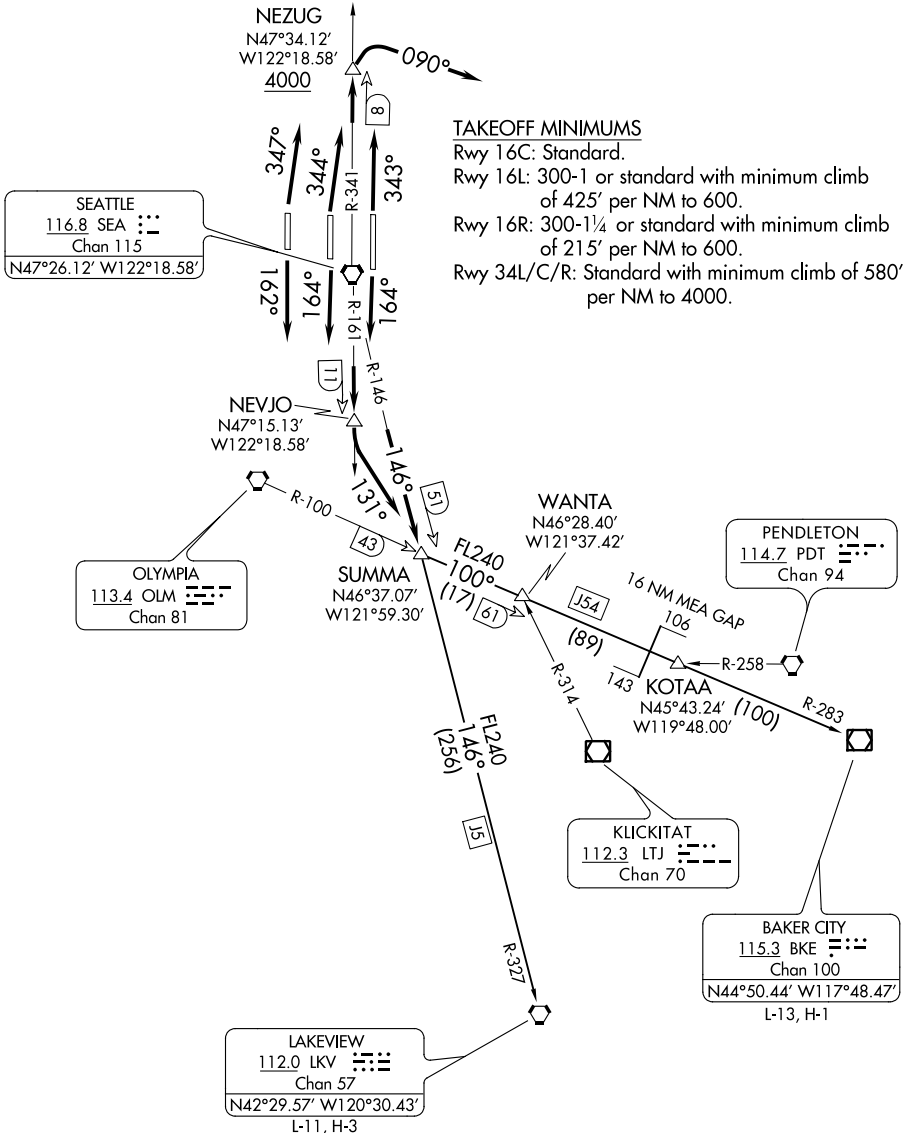 NEZUG
N47°34.12′
W122°18.58′
4000
090°
8
347°
344°
343°
R-341
TAKEOFF MINIMUMS
Rwy 16C: Standard.
Rwy 16L: 300-1 or standard with minimum climb
of 425′ per NM to 600.
Rwy 16R: 300-1¼ or standard with minimum climb
of 215′ per NM to 600.
Rwy 34L/C/R: Standard with minimum climb of 580′
per NM to 4000.
SEATTLE
116.8 SEA
Chan 115
N47°26.12′ W122°18.58′
162°
164°
164°
R-161
11
R-146
NEVJO
N47°15.13′
W122°18.58′
131°
146°
51
R-100
43
OLYMPIA
113.4 OLM
Chan 81
SUMMA
N46°37.07′
W121°59.30′
FL240
100°
(17)
61
WANTA
N46°28.40′
W121°37.42′
J54
(89)
16 NM MEA GAP
106
143
PENDLETON
114.7 PDT
Chan 94
R-258
KOTAA
N45°43.24′
W119°48.00′
(100)
R-283
R-314
KLICKITAT
112.3 LTJ
Chan 70
FL240
146°
(256)
J5
R-327
BAKER CITY
115.3 BKE
Chan 100
N44°50.44′ W117°48.47′
L-13, H-1
LAKEVIEW
112.0 LKV
Chan 57
N42°29.57′ W120°30.43′
L-11, H-3